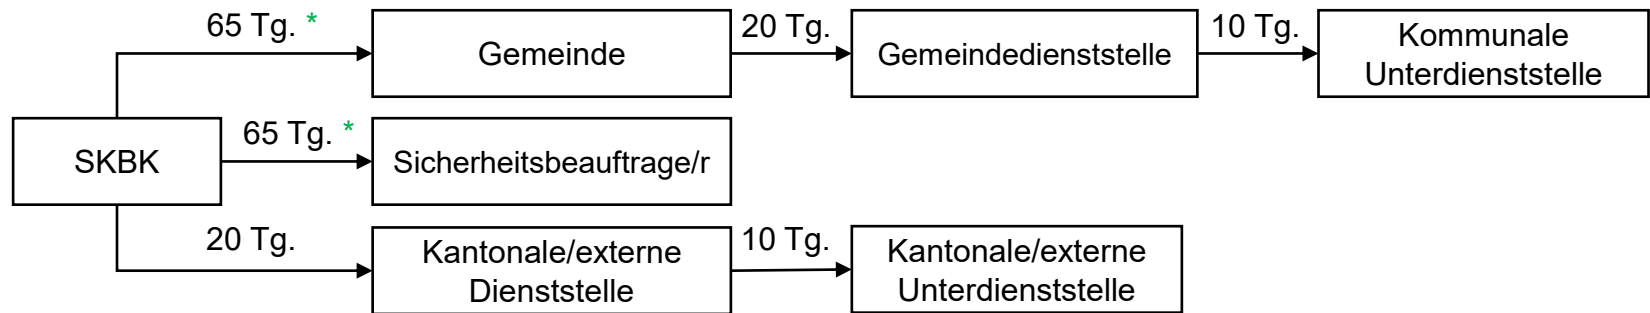 65 Tg. *
20 Tg.
10 Tg.
Gemeinde
Gemeindedienststelle
Kommunale
Unterdienststelle
SKBK
65 Tg. *
Sicherheitsbeauftrage/r
20 Tg.
Kantonale/externe
Dienststelle
10 Tg.
Kantonale/externe
Unterdienststelle